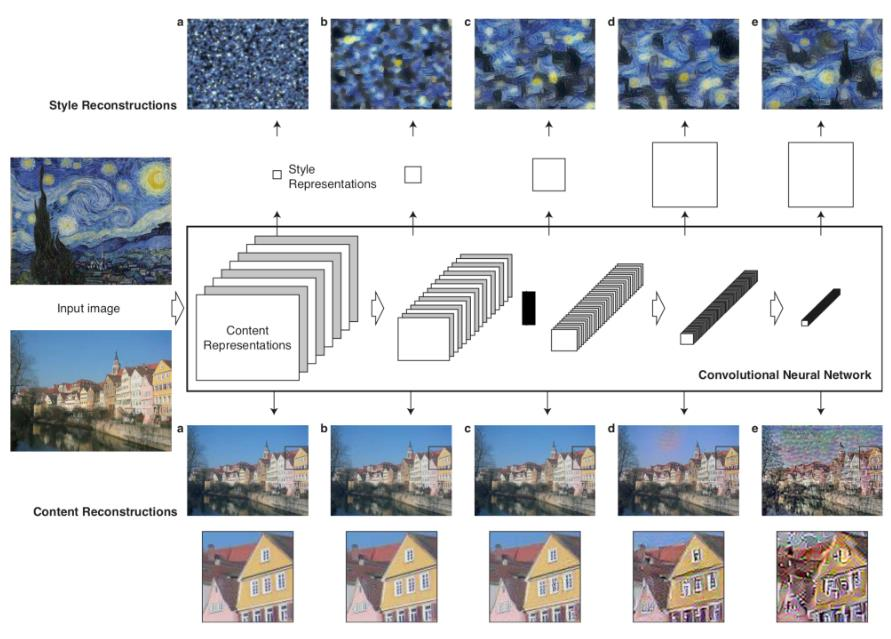 a b c d e
Style Reconstructions
Style
Representations
Input image
Content
Representations
Convolutional Neural Network
a b c d e
Content Reconstructions